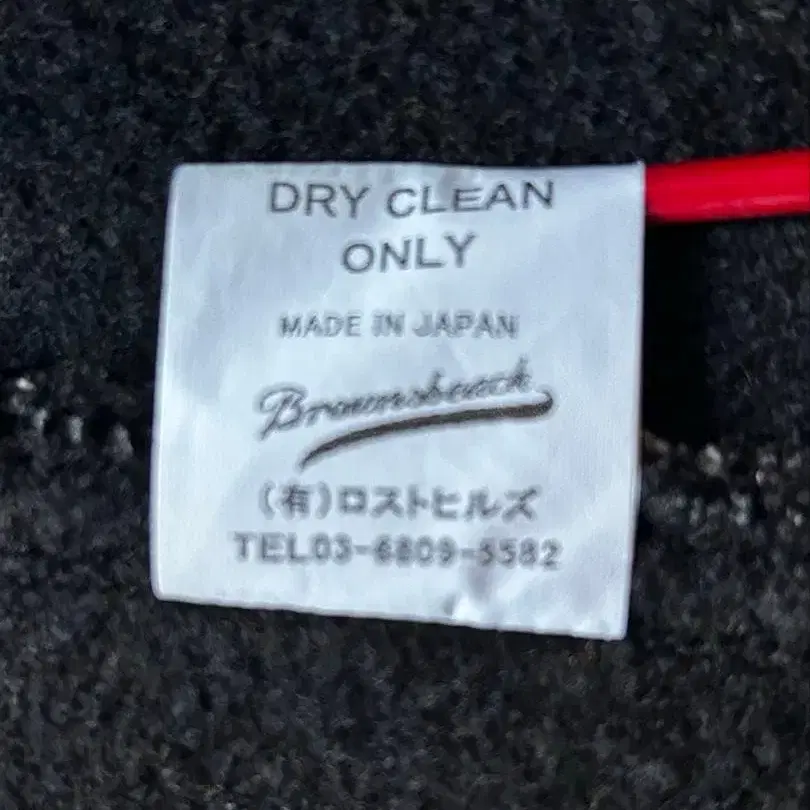 DRY CLEAN
ONLY
MADE IN JAPAN
Brownsbeach
(有)ロストヒルズ
TEL03-6809-5582